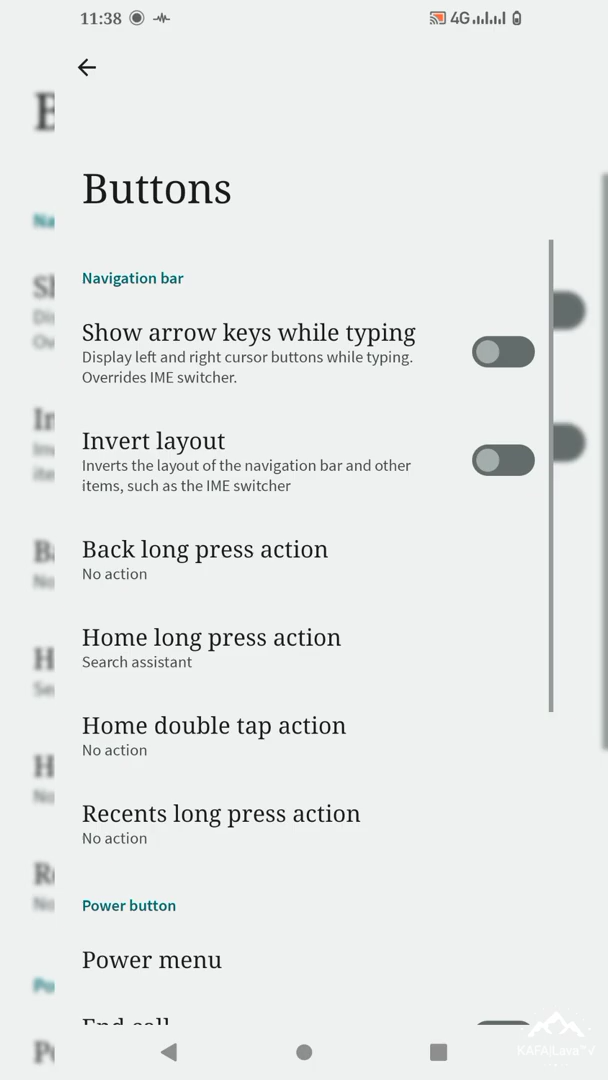 11:38
4G
Buttons
Navigation bar
Show arrow keys while typing
Display left and right cursor buttons while typing.
Overrides IME switcher.
Invert layout
Inverts the layout of the navigation bar and other
items, such as the IME switcher
Back long press action
No action
Home long press action
Search assistant
Home double tap action
No action
Recents long press action
No action
Power button
Power menu
End call